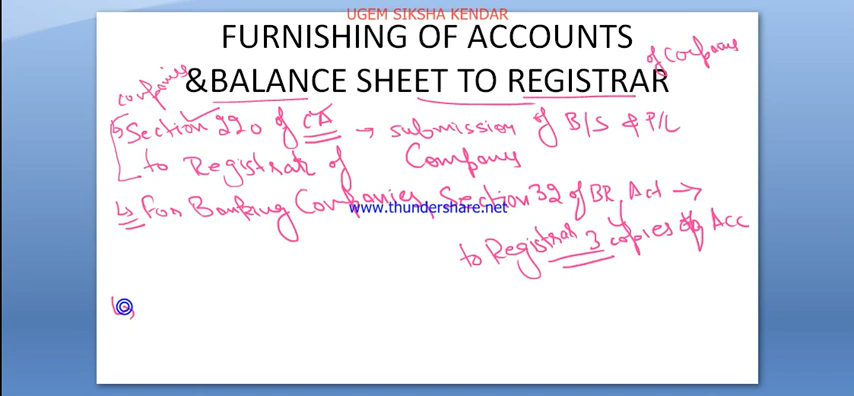 UGEM SIKSHA KENDAR
FURNISHING OF ACCOUNTS
of Company
&BALANCE SHEET TO REGISTRAR
companies
Section 220 of CA → submission of B/S & P/L
to Registrar of Company
For Banking Companies, Section 32 of BR Act →
www.thundershare.net
to Registrar 3 copies of Acc